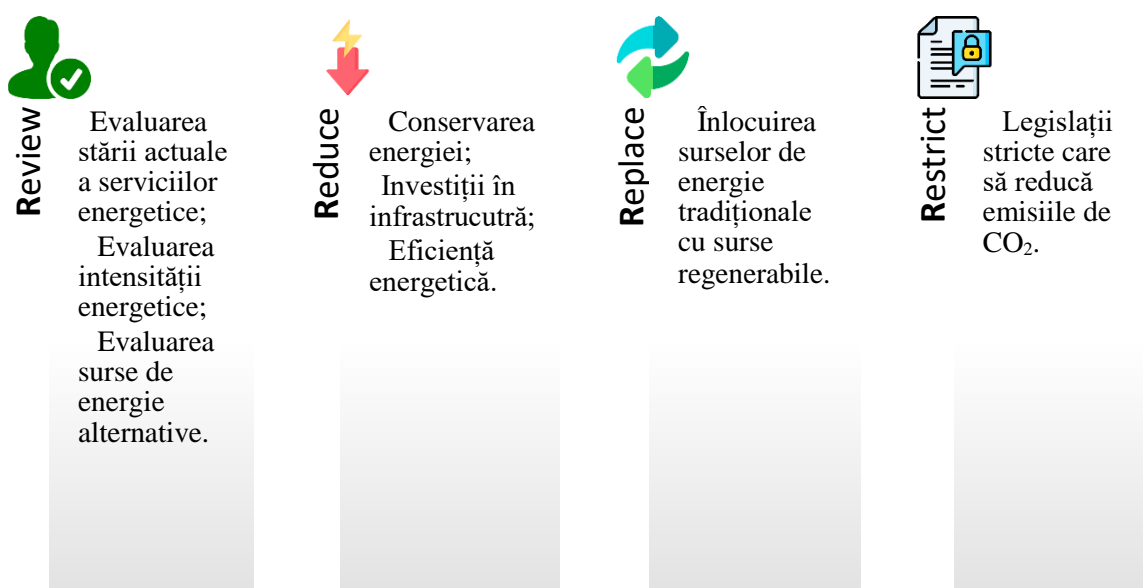 Review
Evaluarea
stării actuale
a serviciilor
energetice;
Evaluarea
intensității
energetice;
Evaluarea
surse de
energie
alternative.
Reduce
Conservarea
energiei;
Investiții în
infrastrucutră;
Eficiență
energetică.
Replace
Înlocuirea
surselor de
energie
tradiționale
cu surse
regenerabile.
Restrict
Legislații
stricte care
să reducă
emisiile de
CO₂.